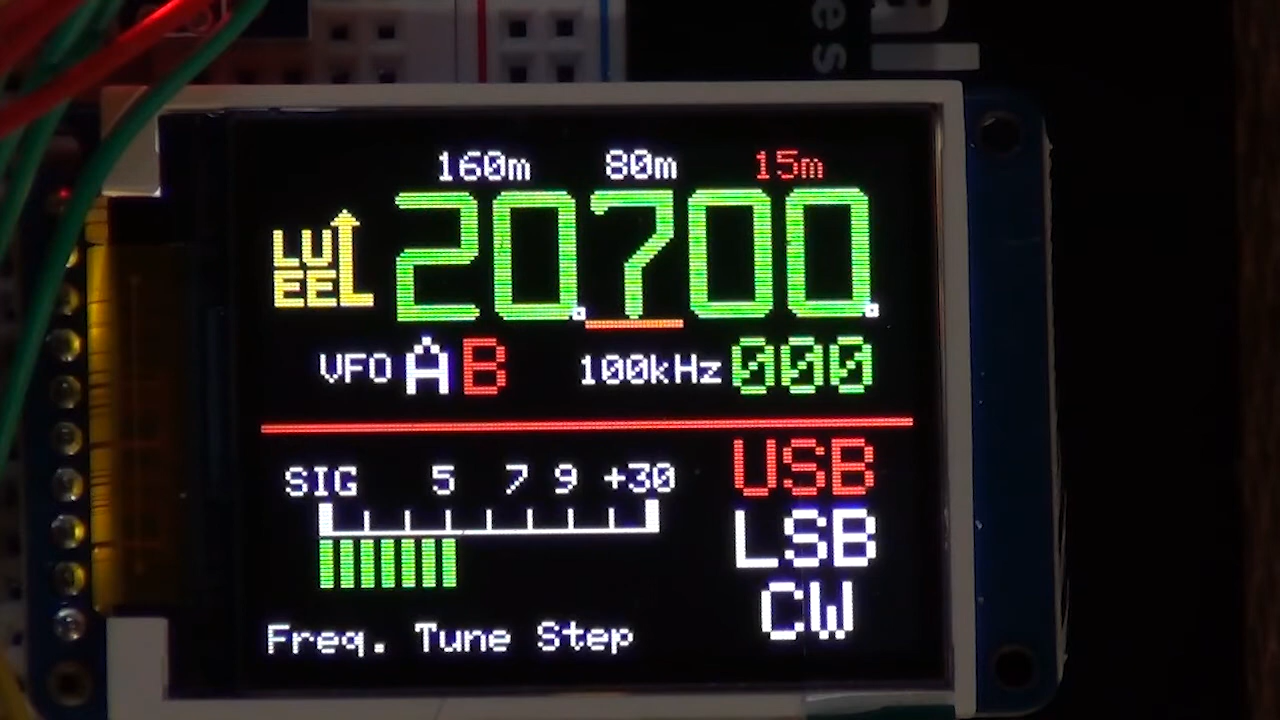 160m 80m 15m
LU
EEL
20.700.
VFO A B 100kHz 000
SIG 5 7 9 +30
USB
LSB
CW
Freq. Tune Step
es